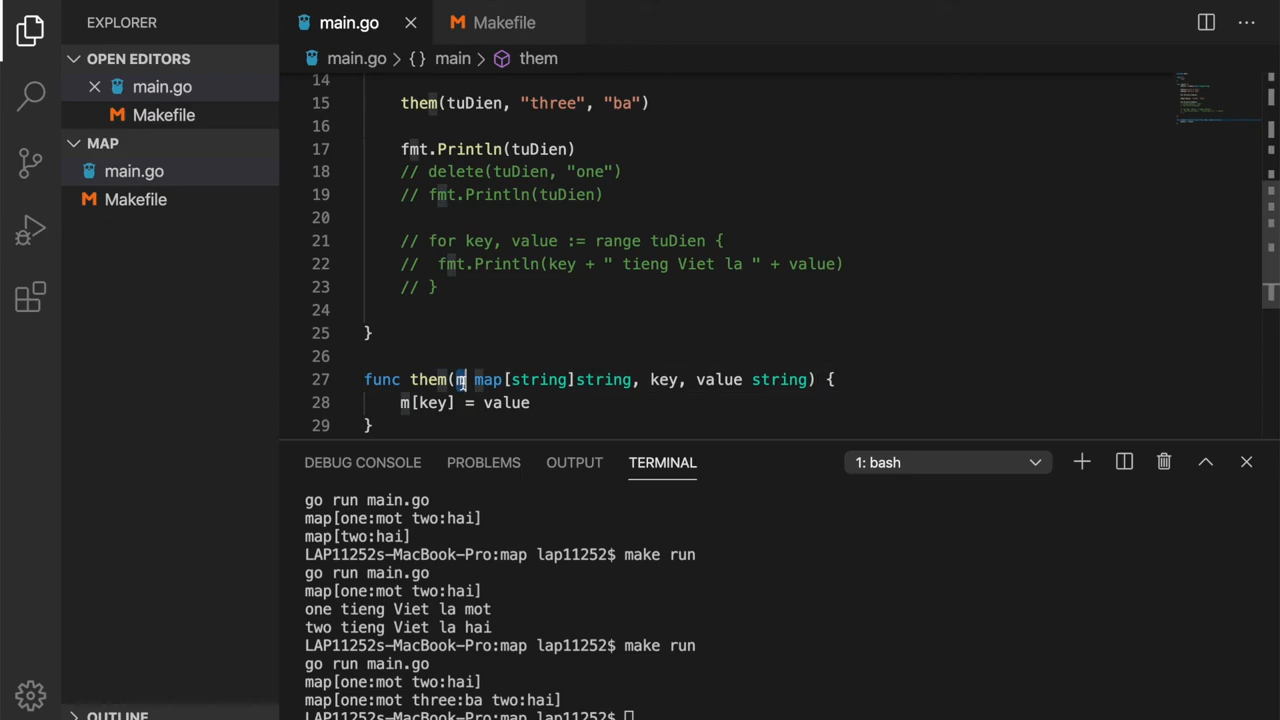 EXPLORER
main.go
Makefile
OPEN EDITORS
main.go > {} main > them
main.go
Makefile
MAP
main.go
Makefile
14
15 them(tuDien, "three", "ba")
16
17 fmt.Println(tuDien)
18 // delete(tuDien, "one")
19 // fmt.Println(tuDien)
20
21 // for key, value := range tuDien {
22 // fmt.Println(key + " tieng Viet la " + value)
23 // }
24
25 }
26
27 func them(m map[string]string, key, value string) {
28 m[key] = value
29 }
DEBUG CONSOLE PROBLEMS OUTPUT TERMINAL 1: bash
go run main.go
map[one:mot two:hai]
map[two:hai]
LAP11252s-MacBook-Pro:map lap11252$ make run
go run main.go
map[one:mot two:hai]
one tieng Viet la mot
two tieng Viet la hai
LAP11252s-MacBook-Pro:map lap11252$ make run
go run main.go
map[one:mot two:hai]
map[one:mot three:ba two:hai]
LAP11252s-MacBook-Pro:map lap11252$
OUTLINE